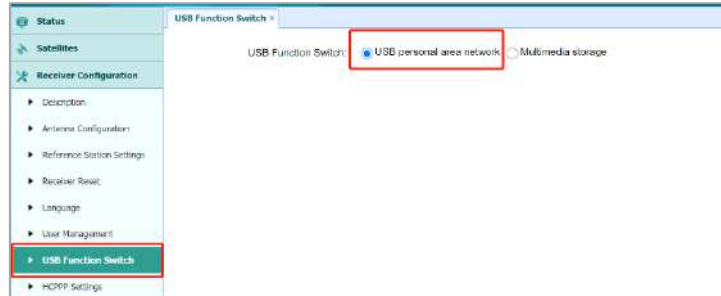 Status
Satellites
Receiver Configuration
Description
Antenna Configuration
Reference Station Settings
Receiver Reset
Language
User Management
USB Function Switch
HCPPP Settings
USB Function Switch ×
USB Function Switch: USB personal area network Multimedia storage